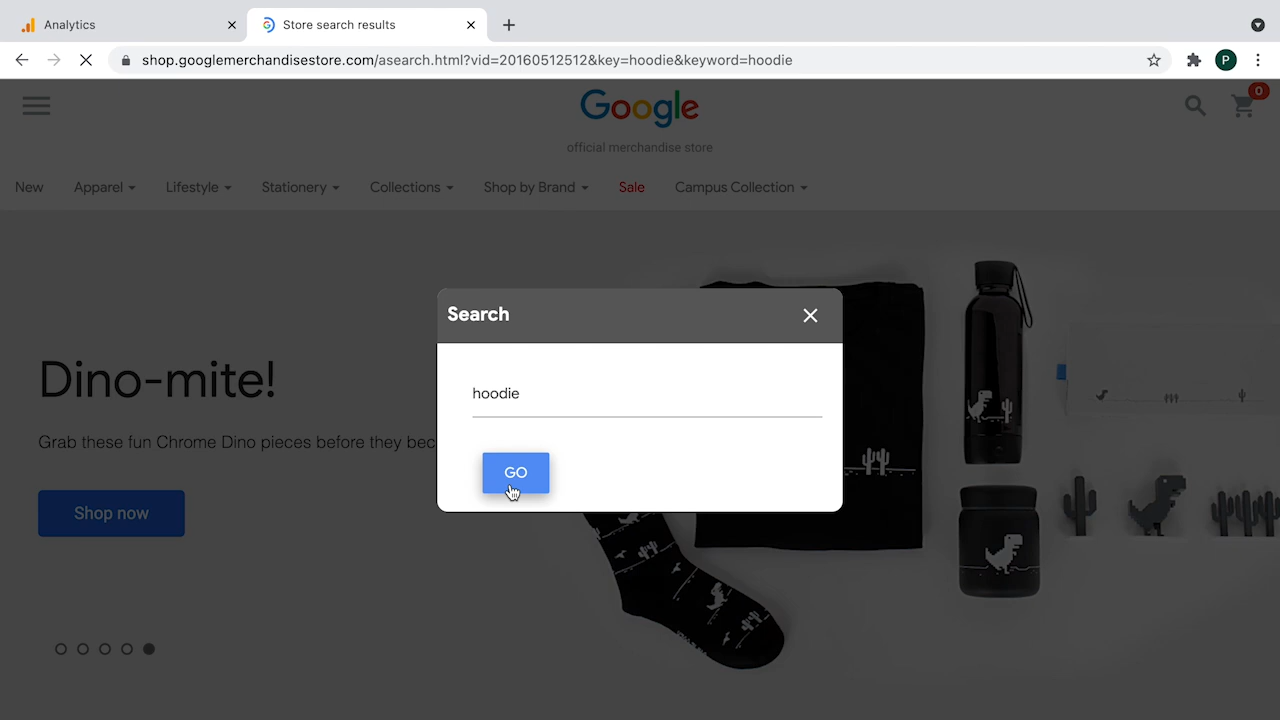 Analytics
Store search results
shop.googlemerchandisestore.com/asearch.html?vid=20160512512&key=hoodie&keyword=hoodie
P
Google
0
official merchandise store
New Apparel Lifestyle Stationery Collections Shop by Brand Sale Campus Collection
Search
Dino-mite!
hoodie
Grab these fun Chrome Dino pieces before they bec
GO
Shop now